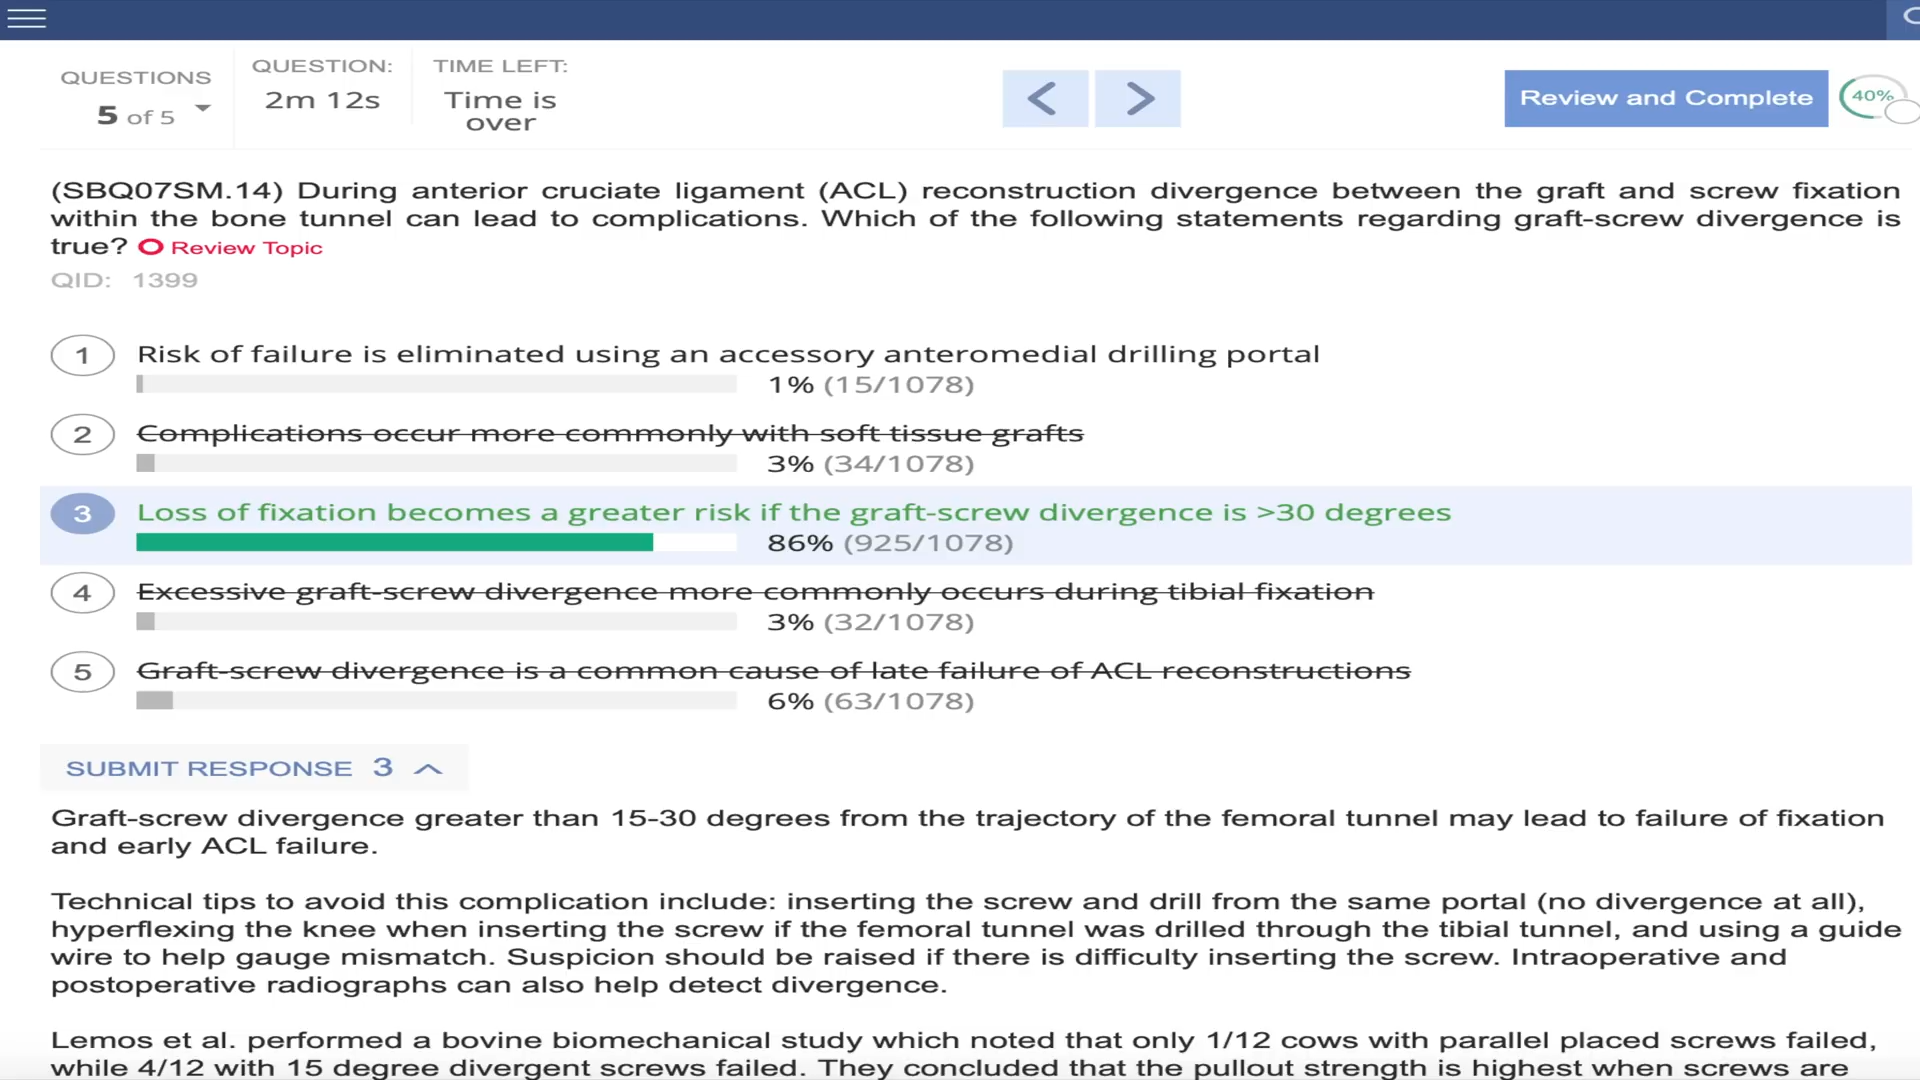 QUESTIONS
5 of 5
QUESTION:
2m 12s
TIME LEFT:
Time is
over
Review and Complete
40%
(SBQ07SM.14) During anterior cruciate ligament (ACL) reconstruction divergence between the graft and screw fixation
within the bone tunnel can lead to complications. Which of the following statements regarding graft-screw divergence is
true? Review Topic
QID: 1399
1 Risk of failure is eliminated using an accessory anteromedial drilling portal
1% (15/1078)
2 Complications occur more commonly with soft tissue grafts
3% (34/1078)
3 Loss of fixation becomes a greater risk if the graft-screw divergence is >30 degrees
86% (925/1078)
4 Excessive graft-screw divergence more commonly occurs during tibial fixation
3% (32/1078)
5 Graft-screw divergence is a common cause of late failure of ACL reconstructions
6% (63/1078)
SUBMIT RESPONSE 3
Graft-screw divergence greater than 15-30 degrees from the trajectory of the femoral tunnel may lead to failure of fixation
and early ACL failure.
Technical tips to avoid this complication include: inserting the screw and drill from the same portal (no divergence at all),
hyperflexing the knee when inserting the screw if the femoral tunnel was drilled through the tibial tunnel, and using a guide
wire to help gauge mismatch. Suspicion should be raised if there is difficulty inserting the screw. Intraoperative and
postoperative radiographs can also help detect divergence.
Lemos et al. performed a bovine biomechanical study which noted that only 1/12 cows with parallel placed screws failed,
while 4/12 with 15 degree divergent screws failed. They concluded that the pullout strength is highest when screws are